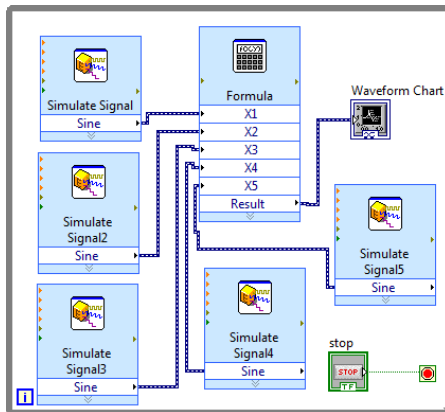 Simulate Signal
Sine
Simulate
Signal2
Sine
Simulate
Signal3
Sine
i
f(x,y)
Formula
X1
X2
X3
X4
X5
Result
Simulate
Signal4
Sine
Waveform Chart
Simulate
Signal5
Sine
stop
STOP
TF